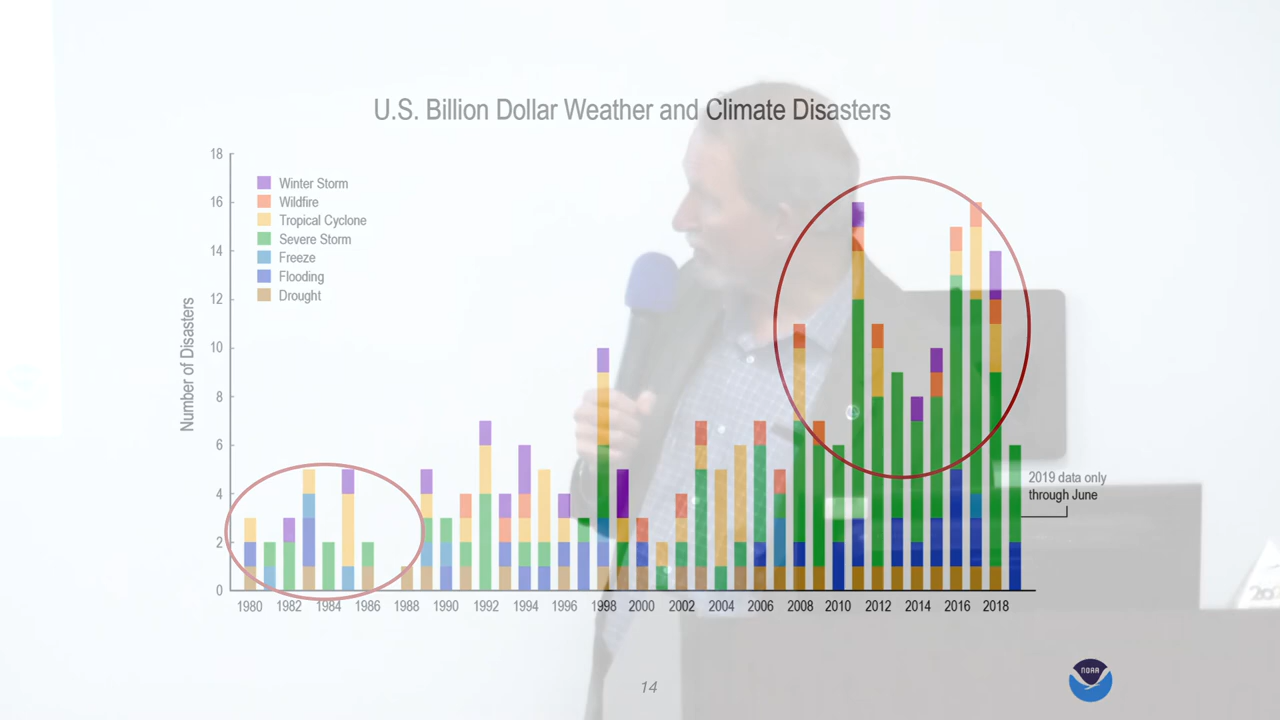 U.S. Billion Dollar Weather and Climate Disasters
18
16
14
12
10
8
6
4
2
0
Number of Disasters
Winter Storm
Wildfire
Tropical Cyclone
Severe Storm
Freeze
Flooding
Drought
2019 data only
through June
1980 1982 1984 1986 1988 1990 1992 1994 1996 1998 2000 2002 2004 2006 2008 2010 2012 2014 2016 2018
14
NOAA